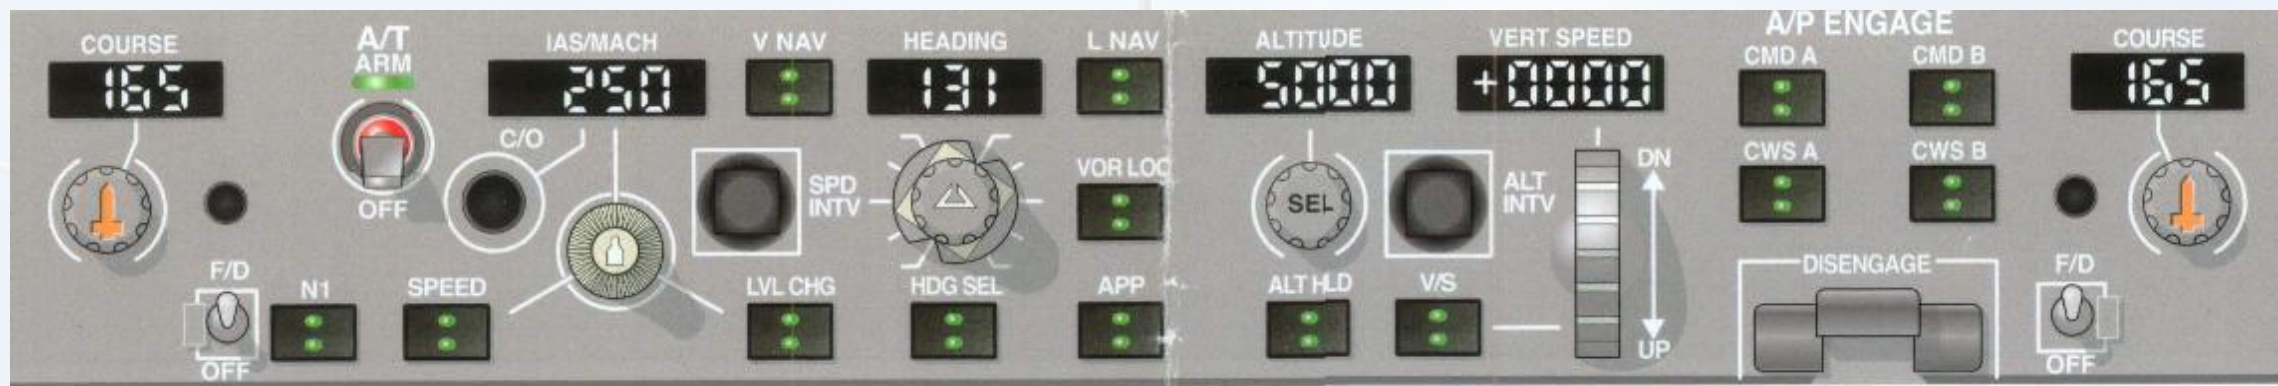 COURSE
165
A/T
ARM
OFF
IAS/MACH
250
C/O
V NAV
SPD
INTV
HEADING
131
L NAV
VOR LOC
ALTITUDE
5000
SEL
VERT SPEED
+0000
ALT
INTV
DN
UP
A/P ENGAGE
CMD A
CMD B
CWS A
CWS B
COURSE
165
F/D
OFF
N1
SPEED
LVL CHG
HDG SEL
APP
ALT HLD
V/S
DISENGAGE
F/D
OFF